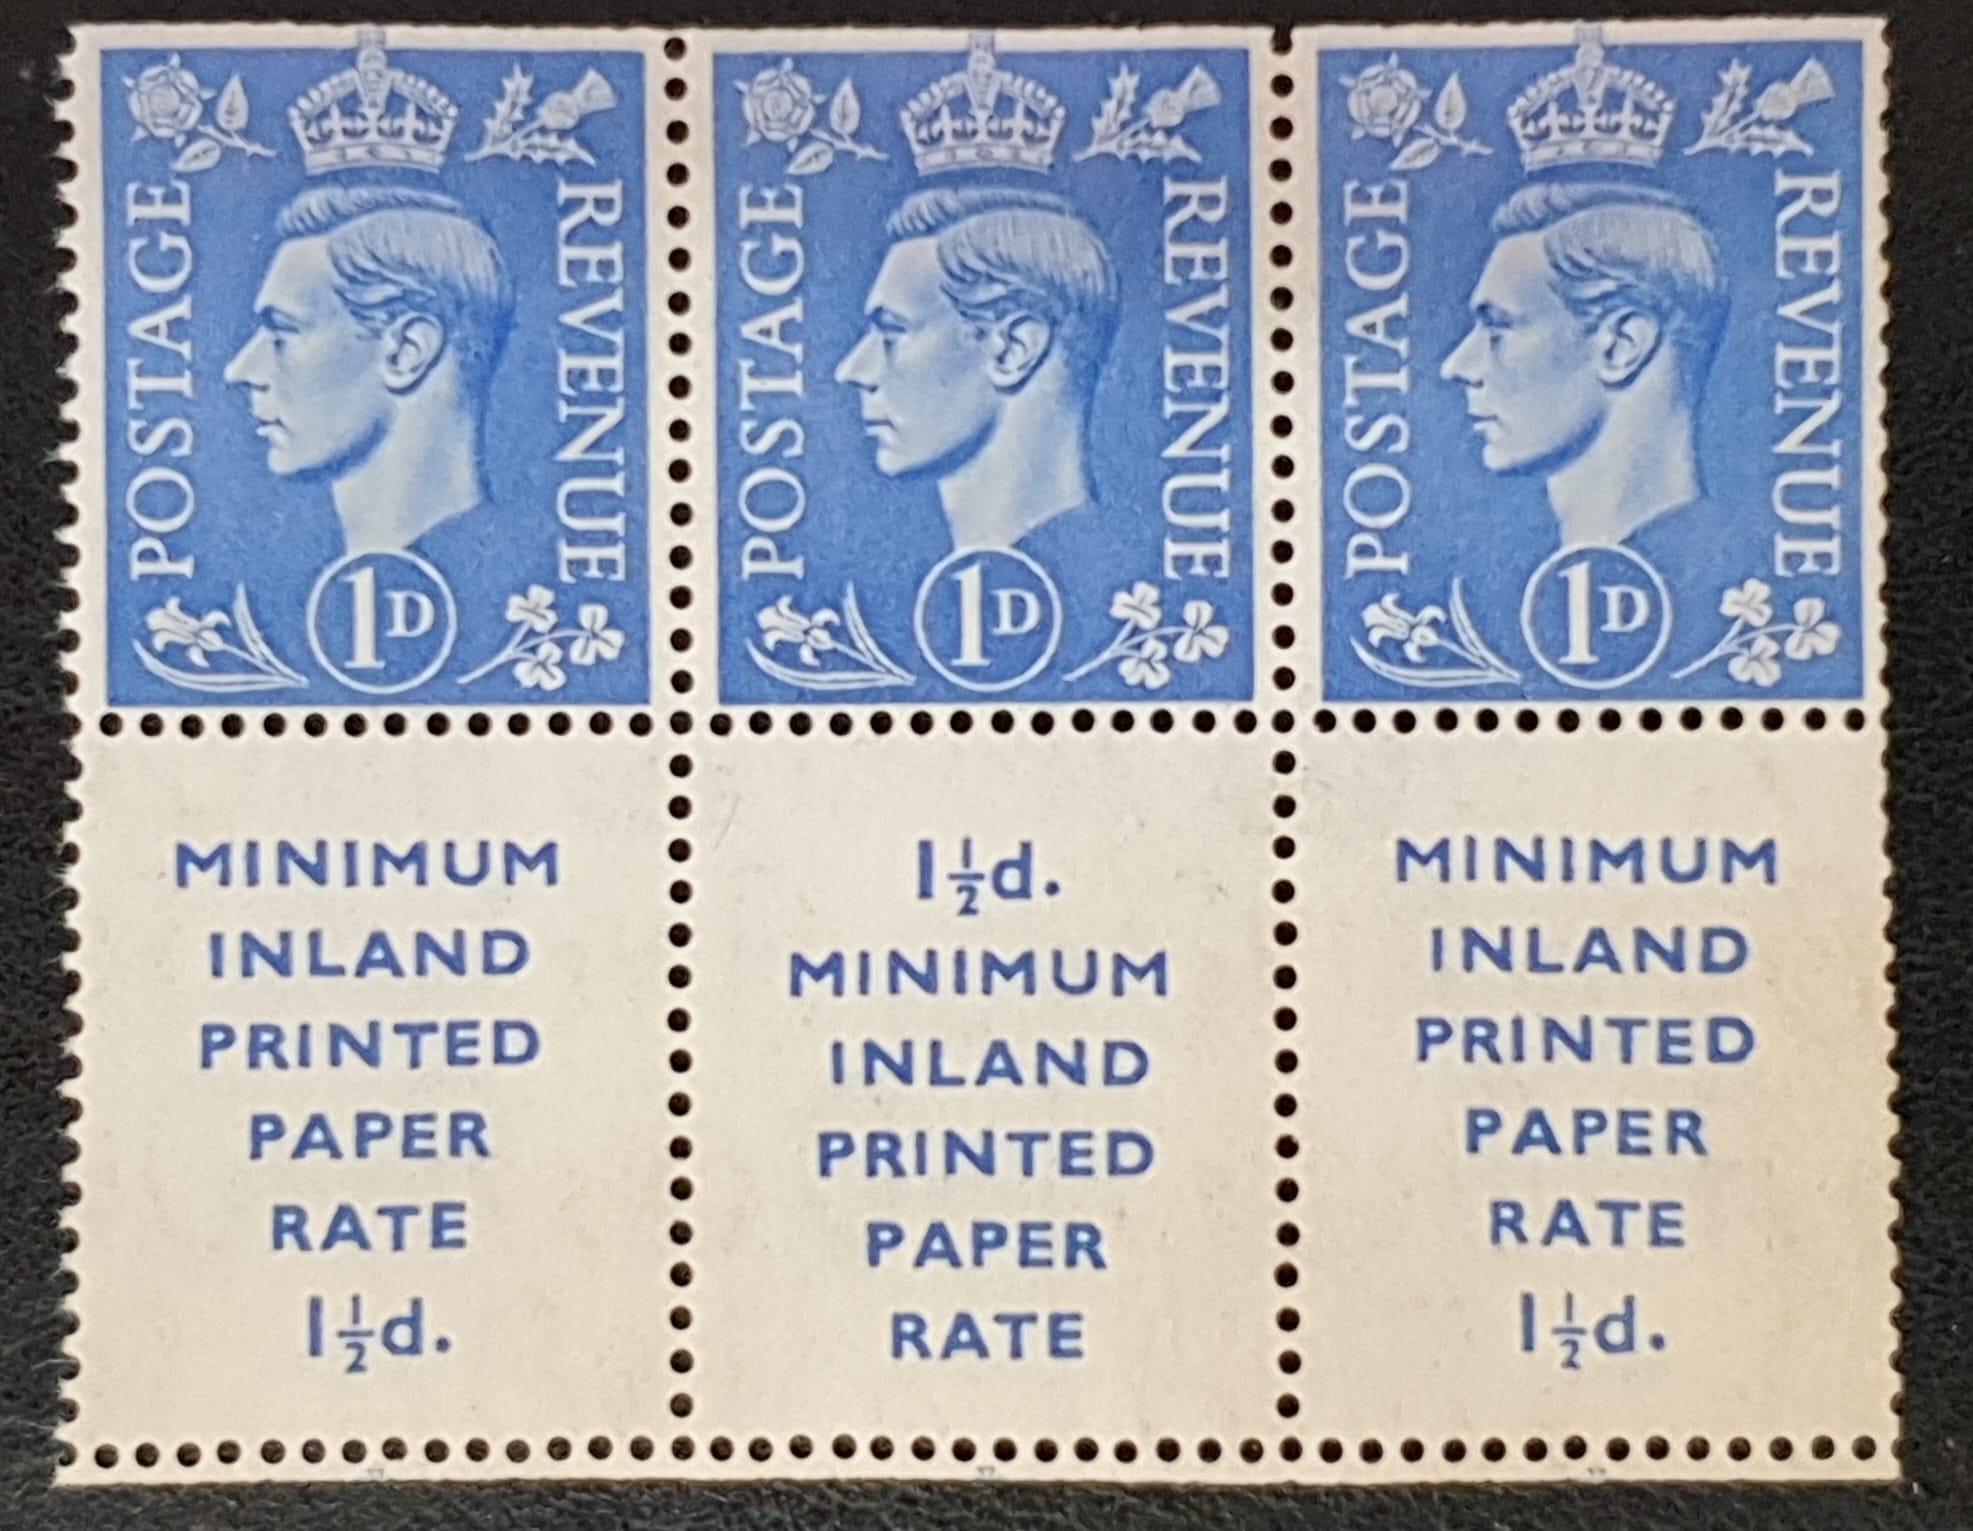 POSTAGE
REVENUE
1D
POSTAGE
REVENUE
1D
POSTAGE
REVENUE
1D
MINIMUM
INLAND
PRINTED
PAPER
RATE
1½d.
1½d.
MINIMUM
INLAND
PRINTED
PAPER
RATE
MINIMUM
INLAND
PRINTED
PAPER
RATE
1½d.